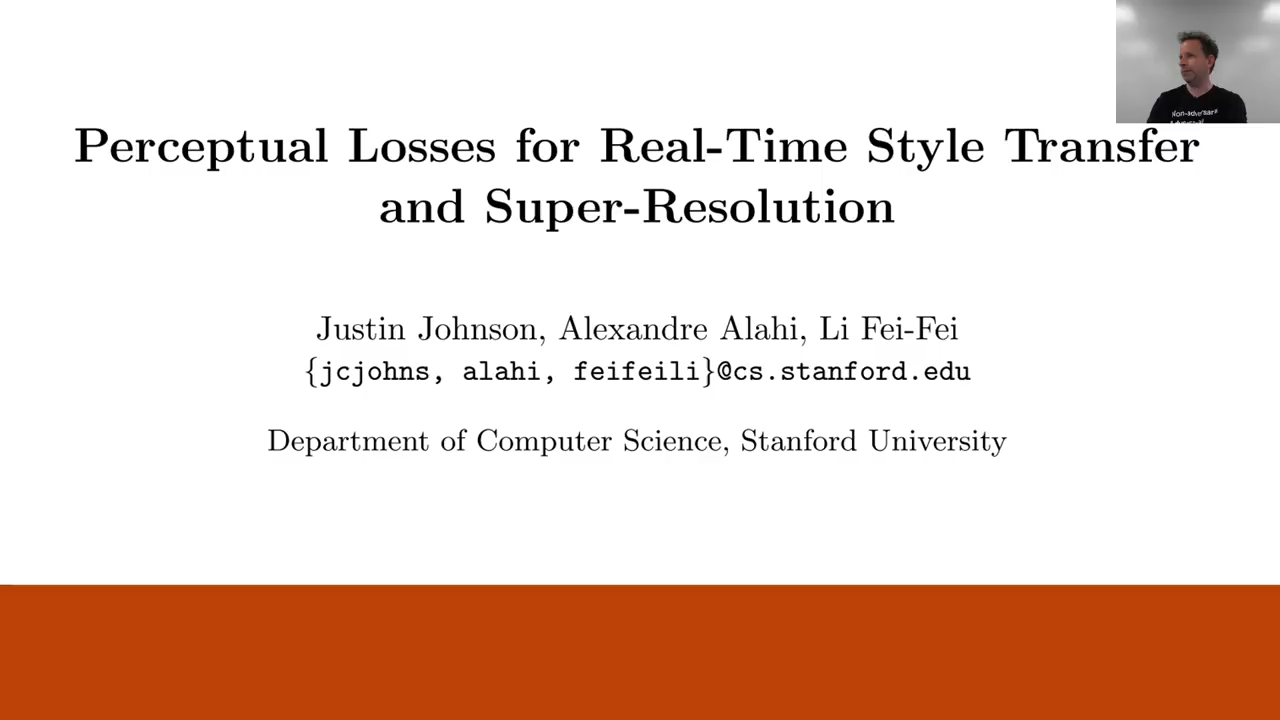 Perceptual Losses for Real-Time Style Transfer
and Super-Resolution
Justin Johnson, Alexandre Alahi, Li Fei-Fei
{jcjohns, alahi, feifeili}@cs.stanford.edu
Department of Computer Science, Stanford University